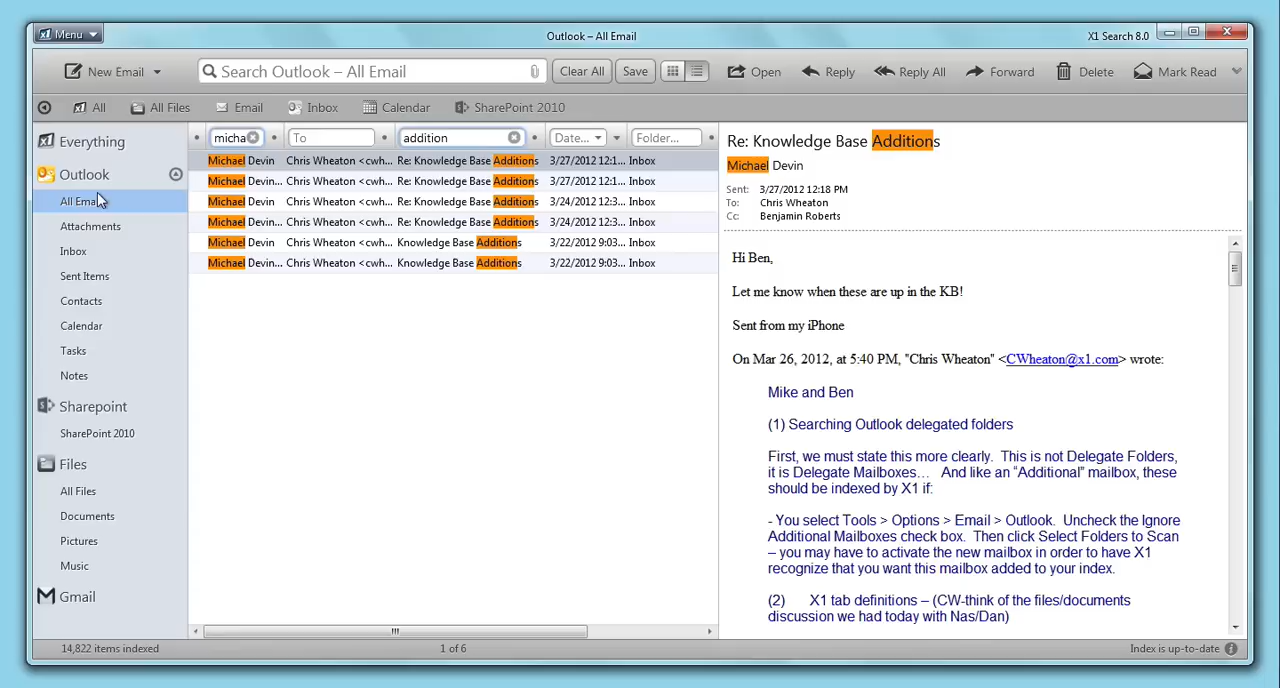 x1 Menu
Outlook – All Email
X1 Search 8.0
New Email
Search Outlook – All Email
Clear All
Save
Open
Reply
Reply All
Forward
Delete
Mark Read
x1 All
All Files
Email
Inbox
Calendar
SharePoint 2010
Everything
Outlook
All Email
Attachments
Inbox
Sent Items
Contacts
Calendar
Tasks
Notes
Sharepoint
SharePoint 2010
Files
All Files
Documents
Pictures
Music
Gmail
micha To addition Date... Folder...
Michael Devin Chris Wheaton <cwh... Re: Knowledge Base Additions 3/27/2012 12:1... Inbox
Michael Devin... Chris Wheaton <cwh... Re: Knowledge Base Additions 3/27/2012 12:1... Inbox
Michael Devin Chris Wheaton <cwh... Re: Knowledge Base Additions 3/24/2012 12:3... Inbox
Michael Devin... Chris Wheaton <cwh... Re: Knowledge Base Additions 3/24/2012 12:3... Inbox
Michael Devin Chris Wheaton <cwh... Knowledge Base Additions 3/22/2012 9:03... Inbox
Michael Devin... Chris Wheaton <cwh... Knowledge Base Additions 3/22/2012 9:03... Inbox
Re: Knowledge Base Additions
Michael Devin
Sent: 3/27/2012 12:18 PM
To: Chris Wheaton
Cc: Benjamin Roberts
Hi Ben,
Let me know when these are up in the KB!
Sent from my iPhone
On Mar 26, 2012, at 5:40 PM, "Chris Wheaton" <CWheaton@x1.com> wrote:
Mike and Ben
(1) Searching Outlook delegated folders
First, we must state this more clearly. This is not Delegate Folders,
it is Delegate Mailboxes… And like an “Additional” mailbox, these
should be indexed by X1 if:
- You select Tools > Options > Email > Outlook. Uncheck the Ignore
Additional Mailboxes check box. Then click Select Folders to Scan
– you may have to activate the new mailbox in order to have X1
recognize that you want this mailbox added to your index.
(2) X1 tab definitions – (CW-think of the files/documents
discussion we had today with Nas/Dan)
14,822 items indexed
1 of 6
Index is up-to-date